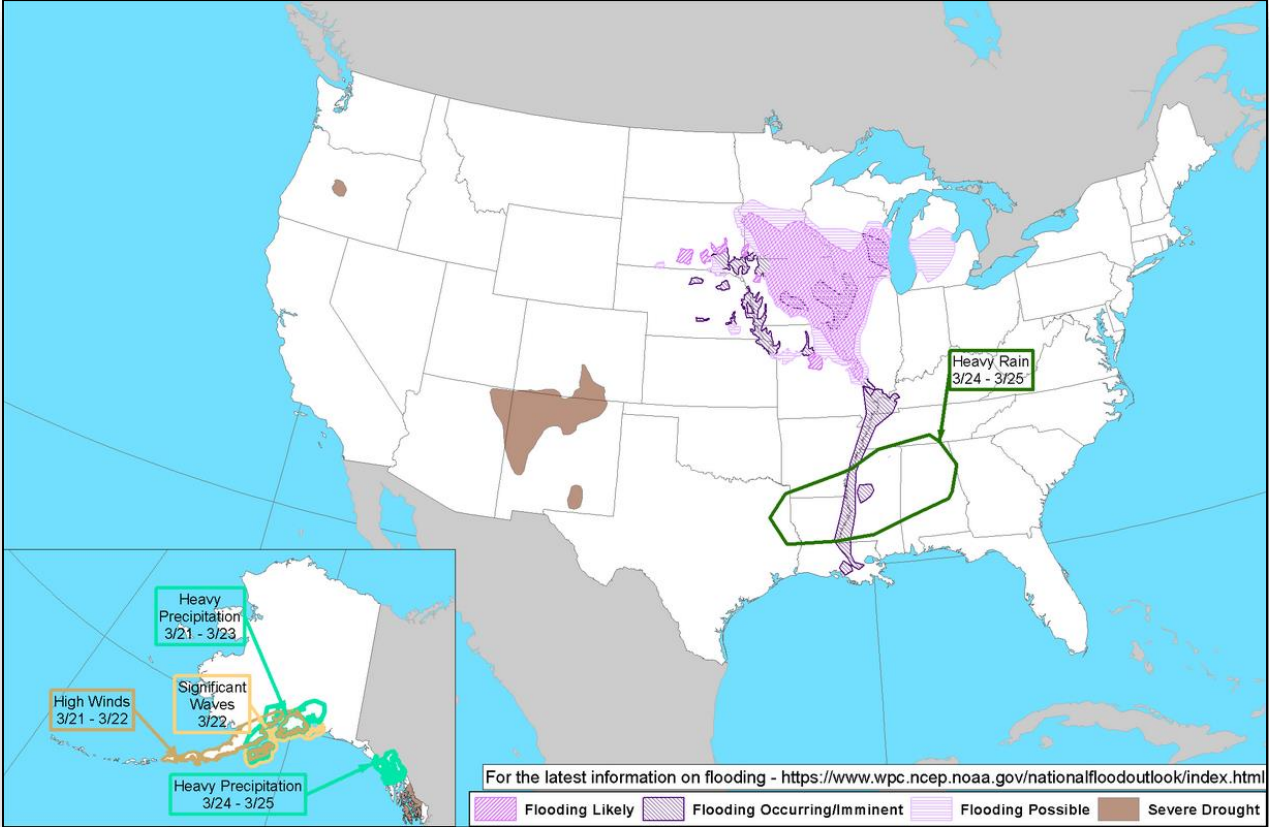 Heavy Rain
3/24 - 3/25
Heavy
Precipitation
3/21 - 3/23
Significant
Waves
3/22
High Winds
3/21 - 3/22
Heavy Precipitation
3/24 - 3/25
For the latest information on flooding - https://www.wpc.ncep.noaa.gov/nationalfloodoutlook/index.html
Flooding Likely Flooding Occurring/Imminent Flooding Possible Severe Drought